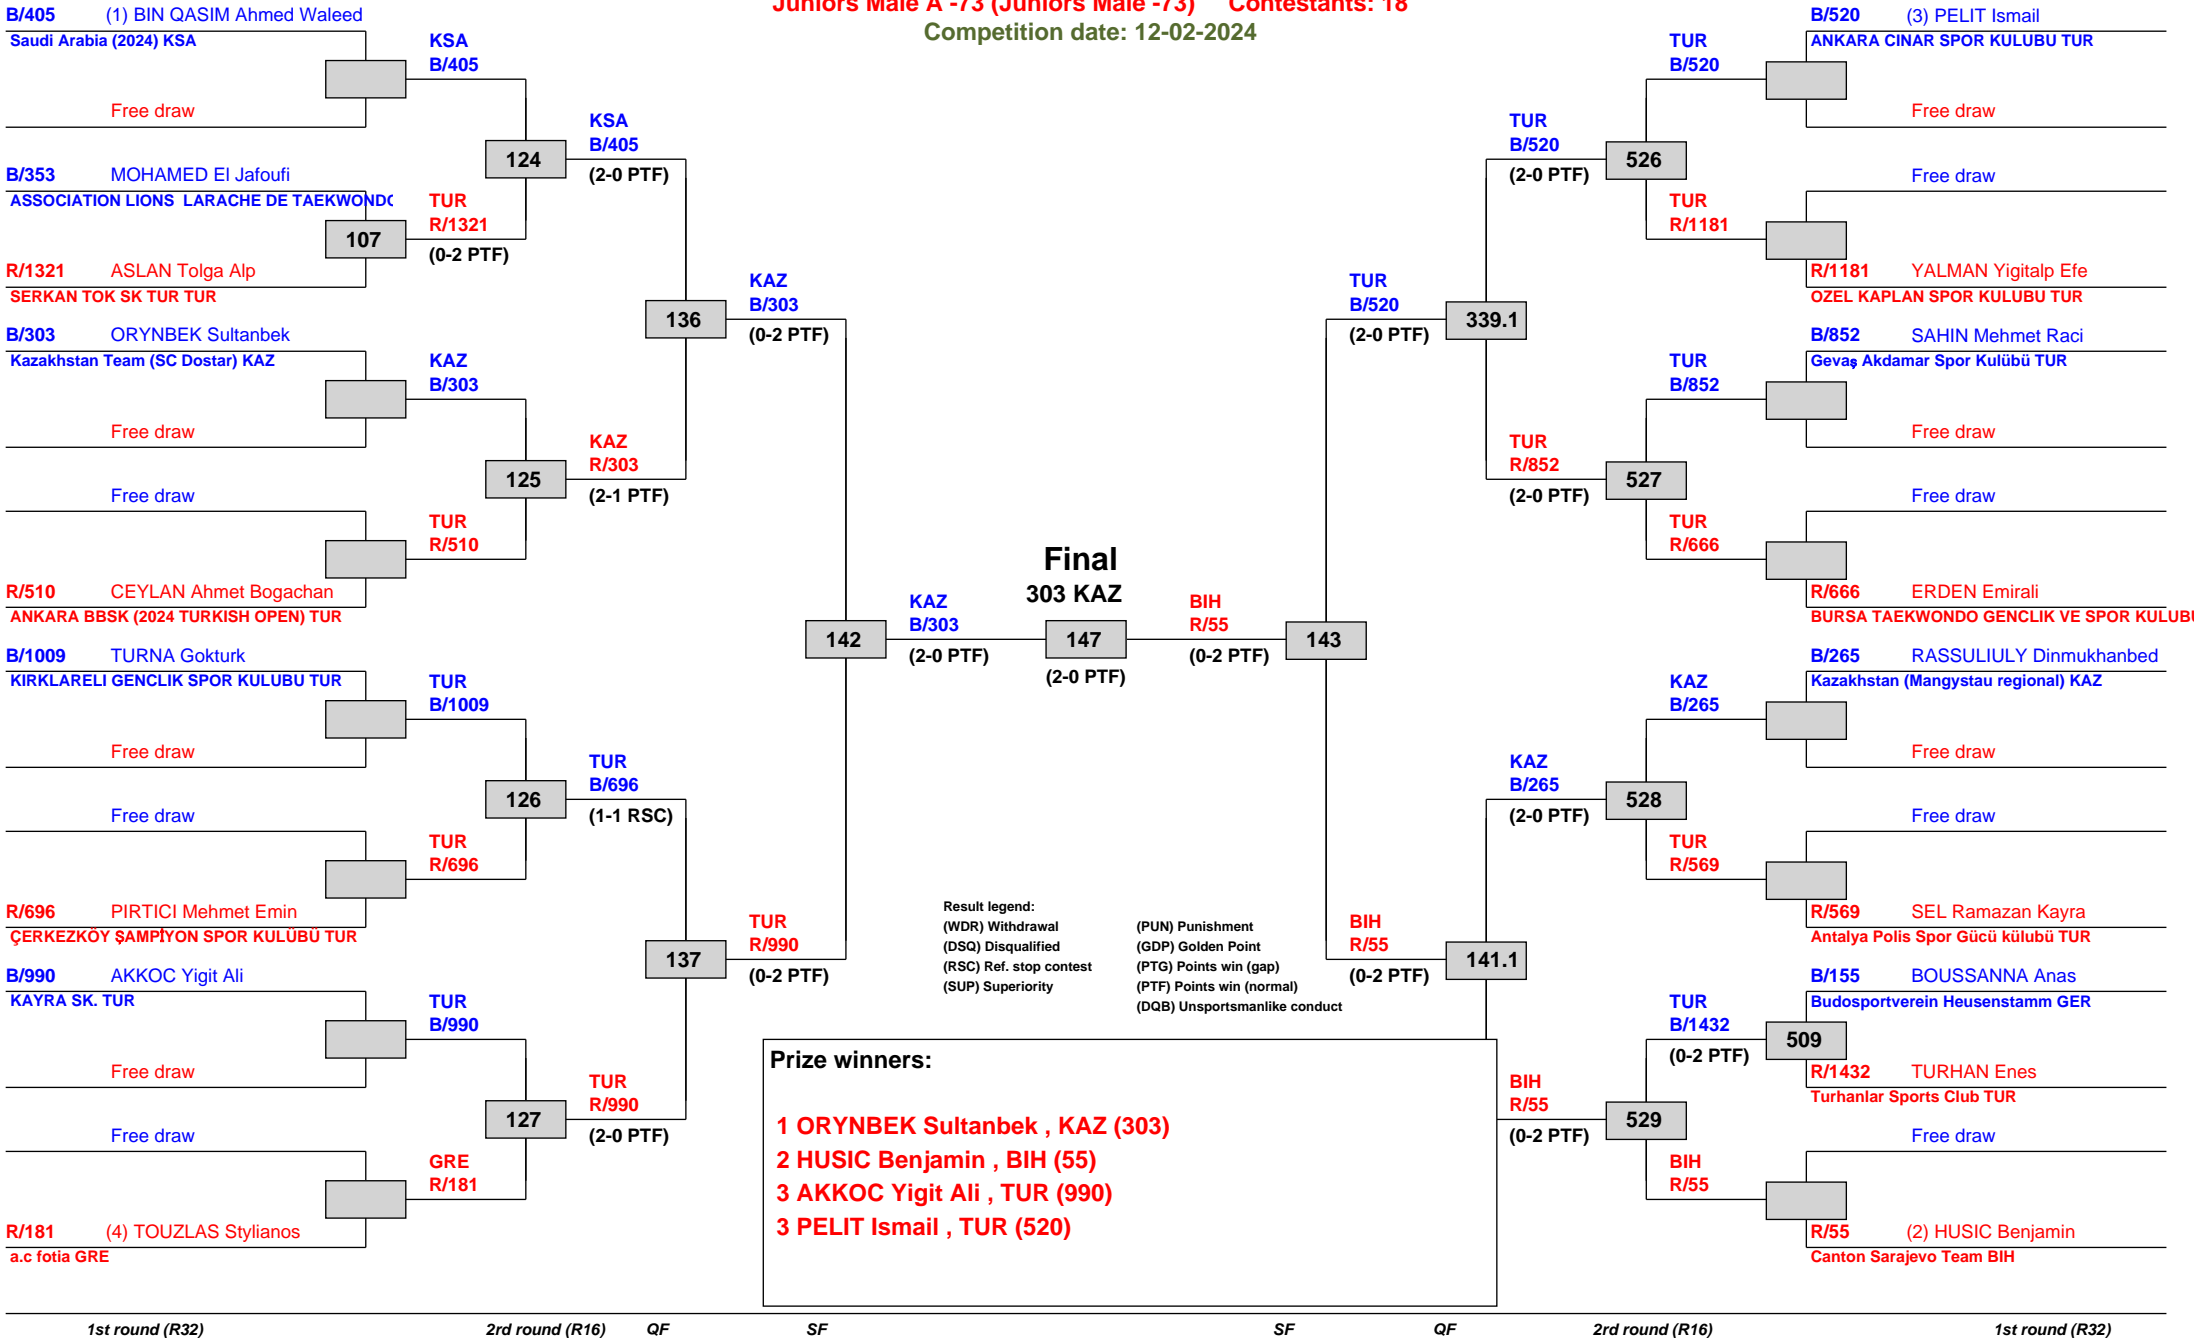 Juniors Male A -73 (Juniors Male -73) Contestants: 18
Competition date: 12-02-2024
B/405 (1) BIN QASIM Ahmed Waleed
Saudi Arabia (2024) KSA
Free draw
B/353 MOHAMED El Jafoufi
ASSOCIATION LIONS LARACHE DE TAEKWONDO
107
R/1321 ASLAN Tolga Alp
SERKAN TOK SK TUR TUR
B/303 ORYNBEK Sultanbek
Kazakhstan Team (SC Dostar) KAZ
Free draw
Free draw
R/510 CEYLAN Ahmet Bogachan
ANKARA BBSK (2024 TURKISH OPEN) TUR
B/1009 TURNA Gokturk
KIRKLARELI GENCLIK SPOR KULUBU TUR
Free draw
Free draw
R/696 PIRTICI Mehmet Emin
ÇERKEZKÖY ŞAMPİYON SPOR KULÜBÜ TUR
B/990 AKKOC Yigit Ali
KAYRA SK. TUR
Free draw
Free draw
R/181 (4) TOUZLAS Stylianos
a.c fotia GRE
KSA
B/405
124
TUR
R/1321
(0-2 PTF)
KAZ
B/303
125
TUR
R/510
TUR
B/1009
126
TUR
R/696
TUR
B/990
127
GRE
R/181
KSA
B/405
(2-0 PTF)
136
KAZ
R/303
(2-1 PTF)
TUR
B/696
(1-1 RSC)
137
TUR
R/990
(2-0 PTF)
KAZ
B/303
(0-2 PTF)
142
TUR
R/990
(0-2 PTF)
KAZ
B/303
(2-0 PTF)
Final
303 KAZ
147
(2-0 PTF)
BIH
R/55
(0-2 PTF)
143
TUR
B/520
(2-0 PTF)
BIH
R/55
(0-2 PTF)
339.1
141.1
TUR
B/520
(2-0 PTF)
TUR
R/852
(2-0 PTF)
KAZ
B/265
(2-0 PTF)
BIH
R/55
(0-2 PTF)
526
527
528
529
TUR
B/520
TUR
R/1181
TUR
B/852
TUR
R/666
KAZ
B/265
TUR
R/569
TUR
B/1432
(0-2 PTF)
BIH
R/55
B/520 (3) PELIT Ismail
ANKARA CINAR SPOR KULUBU TUR
Free draw
Free draw
R/1181 YALMAN Yigitalp Efe
OZEL KAPLAN SPOR KULUBU TUR
B/852 SAHIN Mehmet Raci
Gevaş Akdamar Spor Kulübü TUR
Free draw
Free draw
R/666 ERDEN Emirali
BURSA TAEKWONDO GENCLIK VE SPOR KULUBU
B/265 RASSULIULY Dinmukhanbed
Kazakhstan (Mangystau regional) KAZ
Free draw
Free draw
R/569 SEL Ramazan Kayra
Antalya Polis Spor Gücü külubü TUR
B/155 BOUSSANNA Anas
Budosportverein Heusenstamm GER
509
R/1432 TURHAN Enes
Turhanlar Sports Club TUR
Free draw
R/55 (2) HUSIC Benjamin
Canton Sarajevo Team BIH
Result legend:
(WDR) Withdrawal
(DSQ) Disqualified
(RSC) Ref. stop contest
(SUP) Superiority
(PUN) Punishment
(GDP) Golden Point
(PTG) Points win (gap)
(PTF) Points win (normal)
(DQB) Unsportsmanlike conduct
Prize winners:
1 ORYNBEK Sultanbek , KAZ (303)
2 HUSIC Benjamin , BIH (55)
3 AKKOC Yigit Ali , TUR (990)
3 PELIT Ismail , TUR (520)
1st round (R32) 2rd round (R16) QF SF SF QF 2rd round (R16) 1st round (R32)